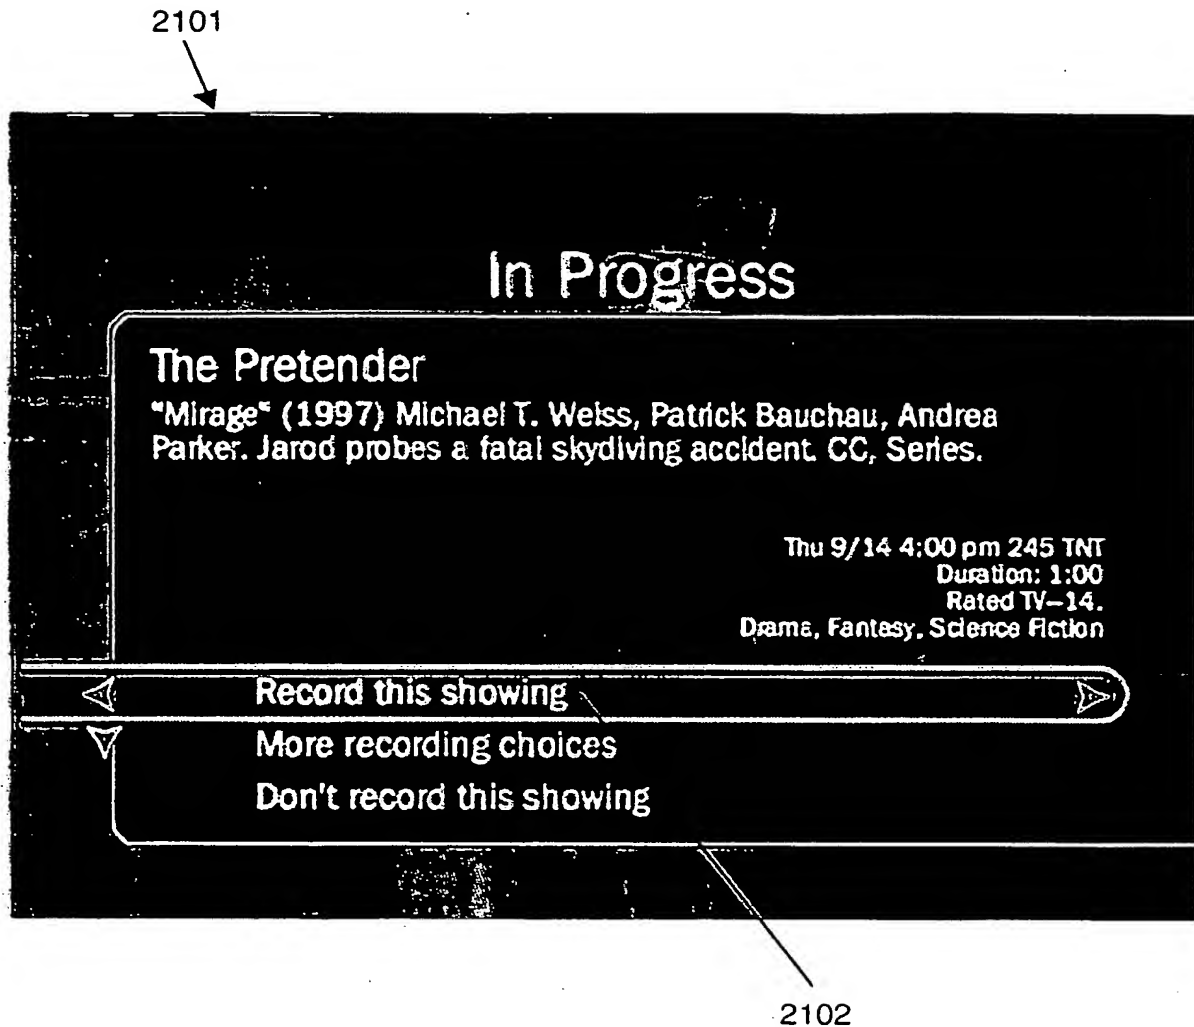 2101
In Progress
The Pretender
"Mirage" (1997) Michael T. Weiss, Patrick Bauchau, Andrea
Parker. Jarod probes a fatal skydiving accident. CC, Series.
Thu 9/14 4:00 pm 245 TNT
Duration: 1:00
Rated TV-14.
Drama, Fantasy, Science Fiction
Record this showing
More recording choices
Don't record this showing
2102